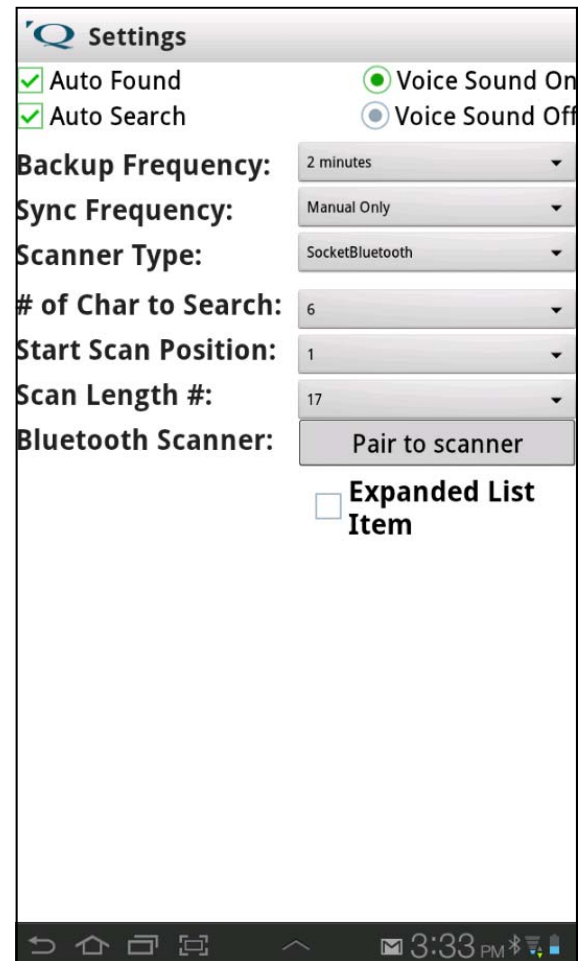 Q Settings
Auto Found
Voice Sound On
Auto Search
Voice Sound Off
Backup Frequency:
2 minutes
Sync Frequency:
Manual Only
Scanner Type:
SocketBluetooth
# of Char to Search:
6
Start Scan Position:
1
Scan Length #:
17
Bluetooth Scanner:
Pair to scanner
Expanded List
Item
3:33 PM